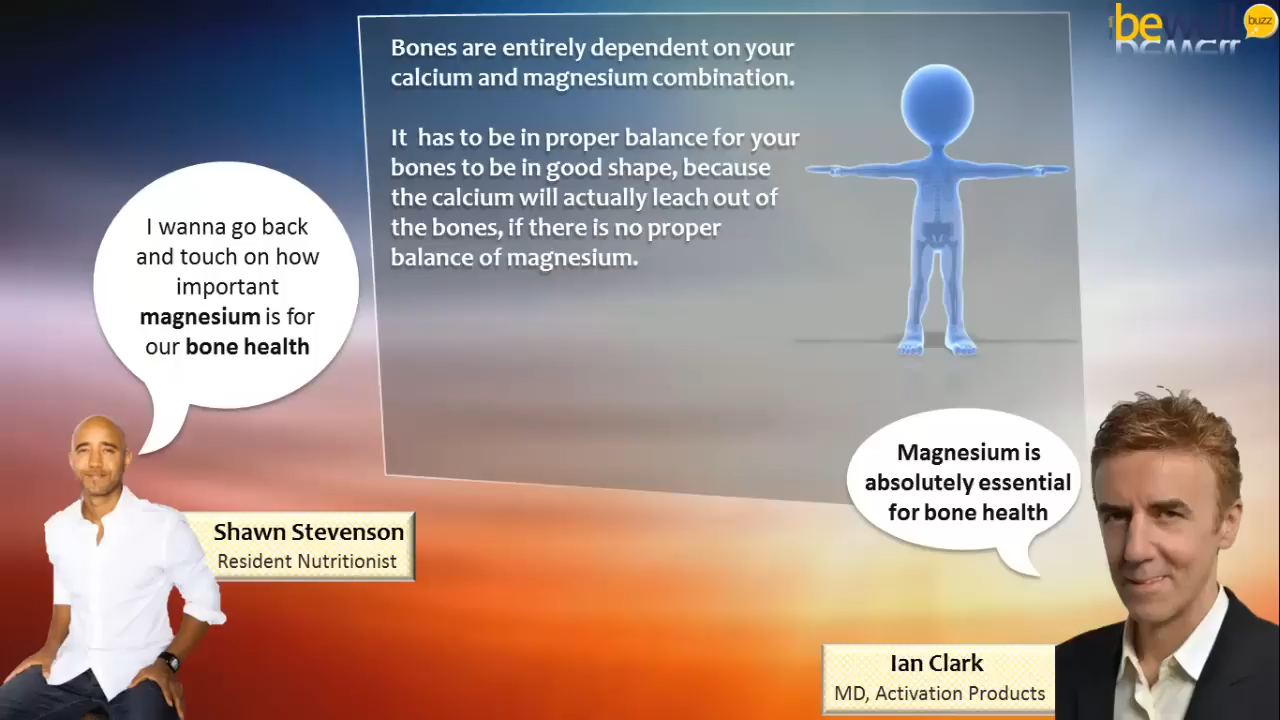 bewell
buzz
Bones are entirely dependent on your
calcium and magnesium combination.
It has to be in proper balance for your
bones to be in good shape, because
the calcium will actually leach out of
the bones, if there is no proper
balance of magnesium.
I wanna go back
and touch on how
important
magnesium is for
our bone health
Magnesium is
absolutely essential
for bone health
Shawn Stevenson
Resident Nutritionist
Ian Clark
MD, Activation Products